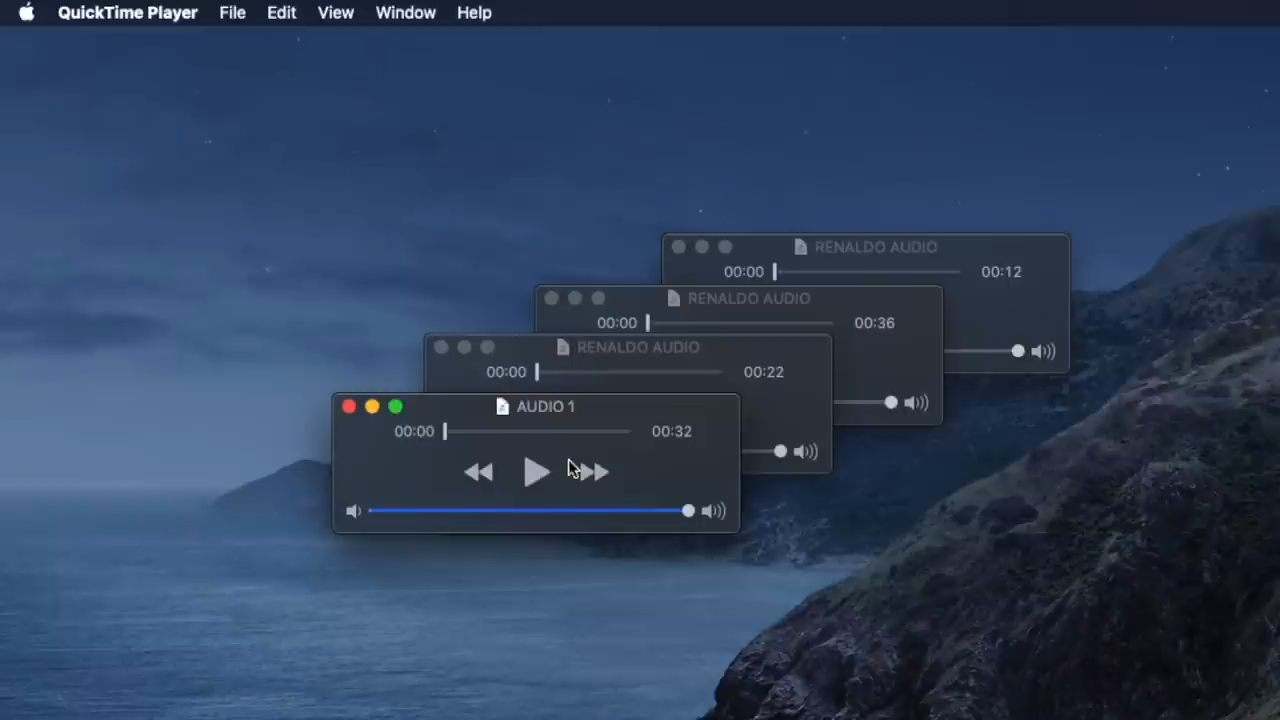 QuickTime Player File Edit View Window Help
RENALDO AUDIO
00:00 00:12
RENALDO AUDIO
00:00 00:36
RENALDO AUDIO
00:00 00:22
AUDIO 1
00:00 00:32